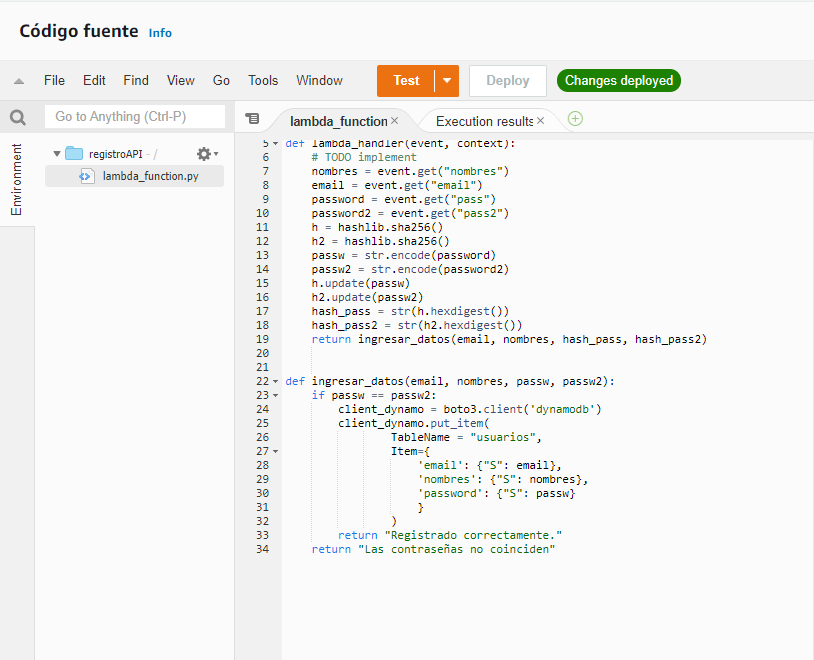 Código fuente Info
File Edit Find View Go Tools Window Test Deploy Changes deployed
Go to Anything (Ctrl-P)
lambda_function × Execution results ×
Environment
registroAPI - /
lambda_function.py
5 def lambda_handler(event, context):
6 # TODO implement
7 nombres = event.get("nombres")
8 email = event.get("email")
9 password = event.get("pass")
10 password2 = event.get("pass2")
11 h = hashlib.sha256()
12 h2 = hashlib.sha256()
13 passw = str.encode(password)
14 passw2 = str.encode(password2)
15 h.update(passw)
16 h2.update(passw2)
17 hash_pass = str(h.hexdigest())
18 hash_pass2 = str(h2.hexdigest())
19 return ingresar_datos(email, nombres, hash_pass, hash_pass2)
20
21
22 def ingresar_datos(email, nombres, passw, passw2):
23 if passw == passw2:
24 client_dynamo = boto3.client('dynamodb')
25 client_dynamo.put_item(
26 TableName = "usuarios",
27 Item={
28 'email': {"S": email},
29 'nombres': {"S": nombres},
30 'password': {"S": passw}
31 }
32 )
33 return "Registrado correctamente."
34 return "Las contraseñas no coinciden"